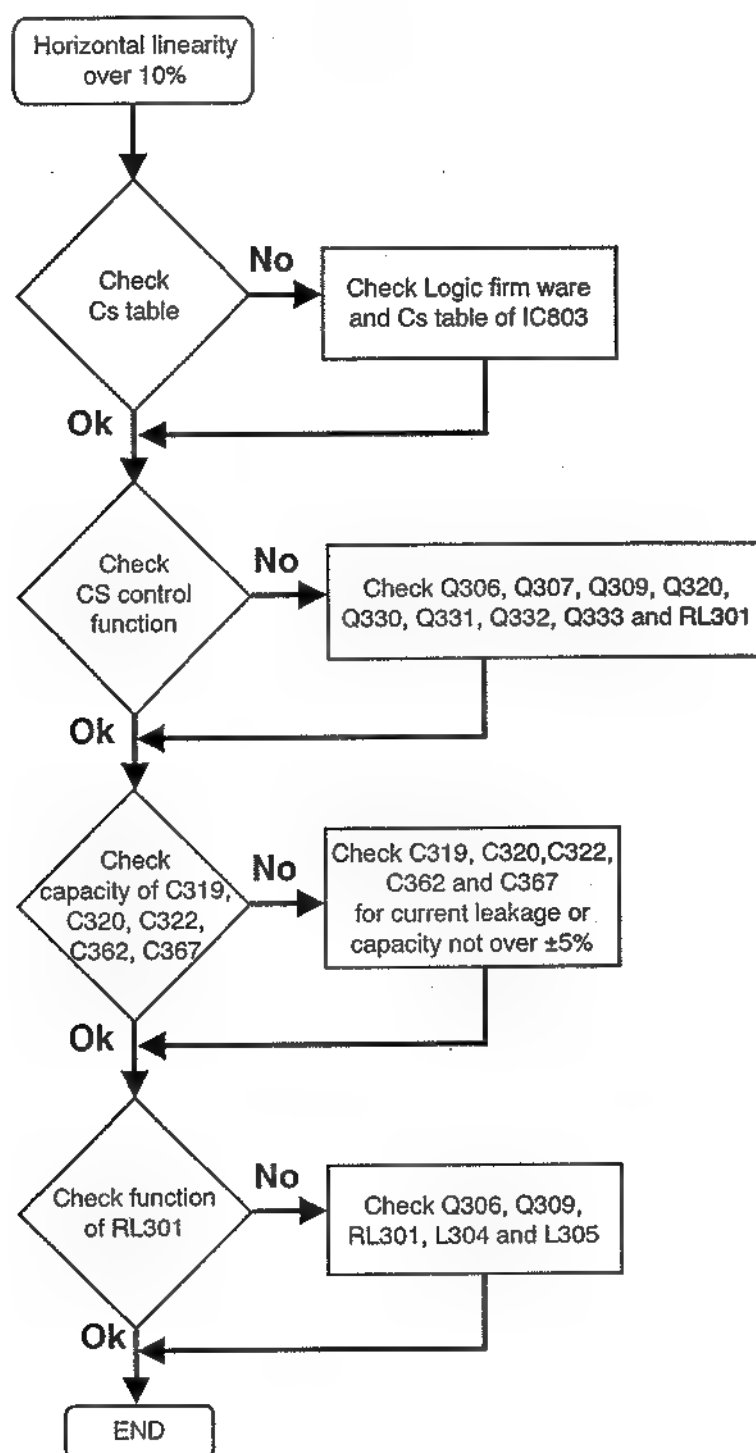 Horizontal linearity
over 10%
Check
Cs table
No
Check Logic firm ware
and Cs table of IC803
Ok
Check
CS control
function
No
Check Q306, Q307, Q309, Q320,
Q330, Q331, Q332, Q333 and RL301
Ok
Check
capacity of C319,
C320, C322,
C362, C367
No
Check C319, C320,C322,
C362 and C367
for current leakage or
capacity not over ±5%
Ok
Check function
of RL301
No
Check Q306, Q309,
RL301, L304 and L305
Ok
END